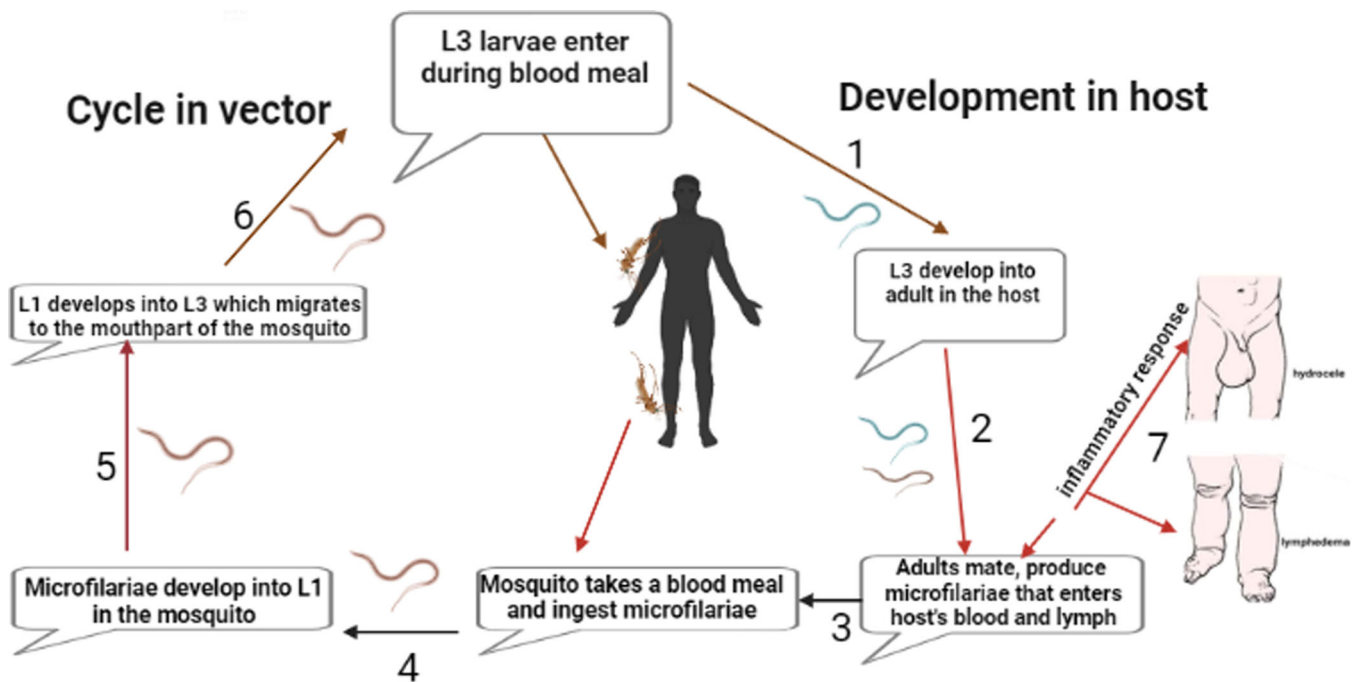 L3 larvae enter
during blood meal
Cycle in vector
Development in host
1
6
L3 develop into
adult in the host
L1 develops into L3 which migrates
to the mouthpart of the mosquito
inflammatory response
hydrocele
2
7
5
lymphedema
Microfilariae develop into L1
in the mosquito
Mosquito takes a blood meal
and ingest microfilariae
Adults mate, produce
microfilariae that enters
host's blood and lymph
3
4